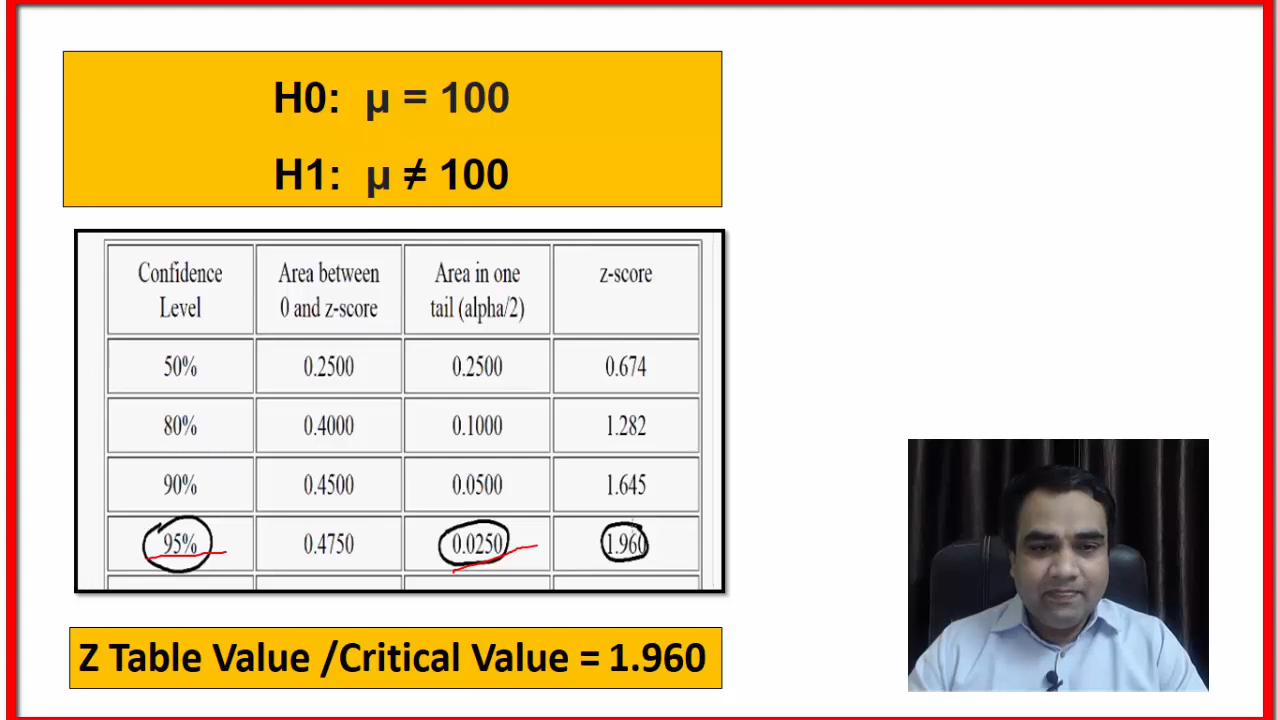 H0: μ = 100
H1: μ ≠ 100
Confidence Level Area between 0 and z-score Area in one tail (alpha/2) z-score
50% 0.2500 0.2500 0.674
80% 0.4000 0.1000 1.282
90% 0.4500 0.0500 1.645
95% 0.4750 0.0250 1.960
Z Table Value /Critical Value = 1.960